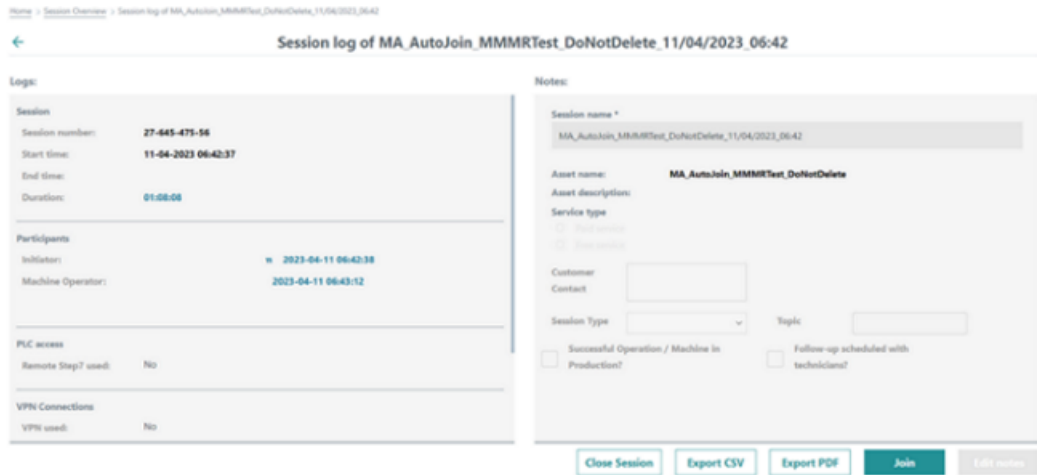 Home > Session Overview > Session log of MA_AutoJoin_MMMRTest_DoNotDelete_11/04/2023_06:42
Session log of MA_AutoJoin_MMMRTest_DoNotDelete_11/04/2023_06:42
Logs:
Session
Session number: 27-645-475-56
Start time: 11-04-2023 06:42:37
End time:
Duration: 01:08:08
Participants
Initiator: 2023-04-11 06:42:38
Machine Operator: 2023-04-11 06:43:12
PLC access
Remote Step7 used: No
VPN Connections
VPN used: No
Notes:
Session name *
MA_AutoJoin_MMMRTest_DoNotDelete_11/04/2023_06:42
Asset name: MA_AutoJoin_MMMRTest_DoNotDelete
Asset description:
Service type
Paid service
Free service
Customer
Contact
Session Type
Topic
Successful Operation / Machine in
Production?
Follow-up scheduled with
technicians?
Close Session
Export CSV
Export PDF
Join
Edit notes